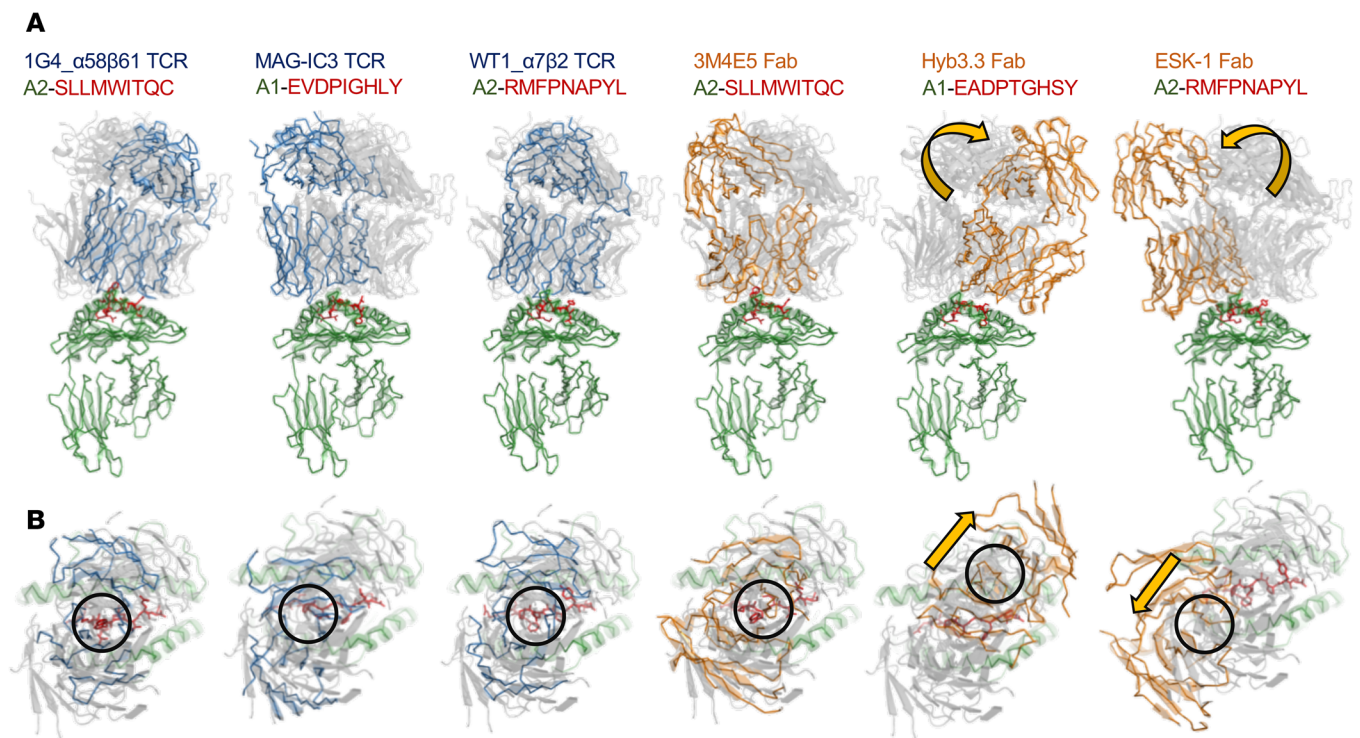 A
1G4_α58β61 TCR MAG-IC3 TCR WT1_α7β2 TCR 3M4E5 Fab Hyb3.3 Fab ESK-1 Fab
A2-SLLMWITQC A1-EVDPIGHLY A2-RMFPNAPYL A2-SLLMWITQC A1-EADPTGHSY A2-RMFPNAPYL
B